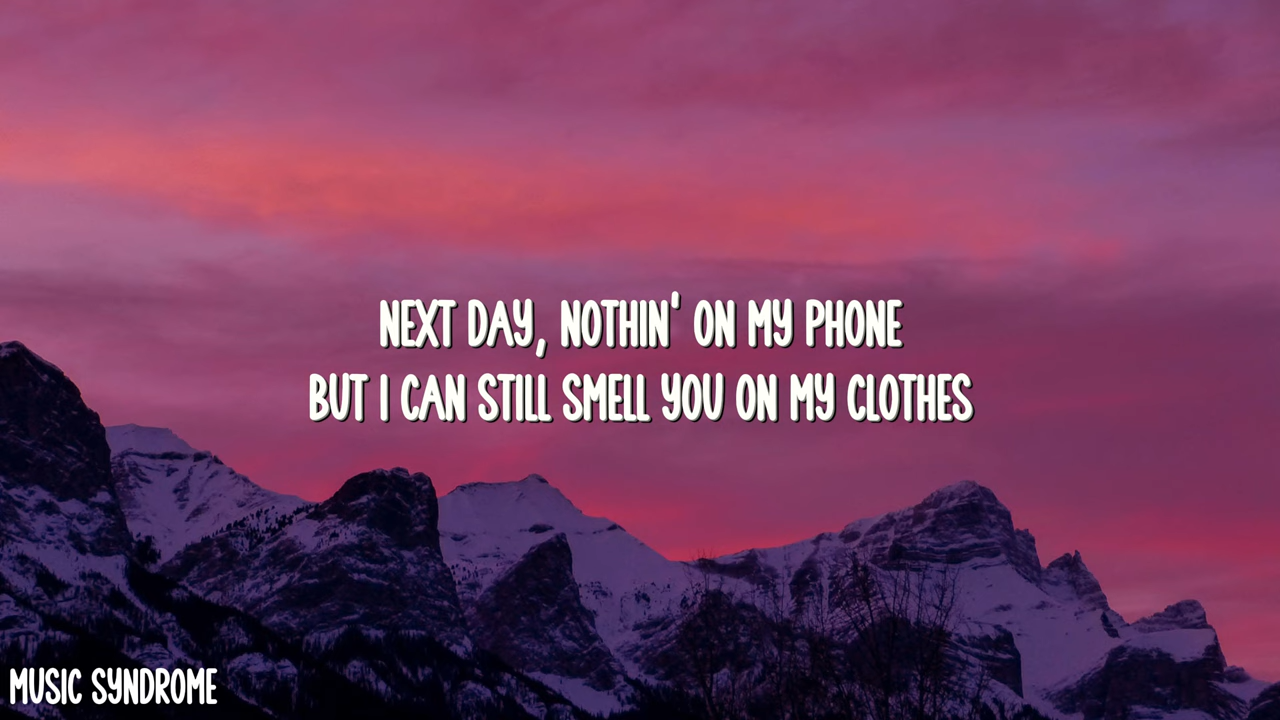 NEXT DAY, NOTHIN' ON MY PHONE
BUT I CAN STILL SMELL YOU ON MY CLOTHES
MUSIC SYNDROME